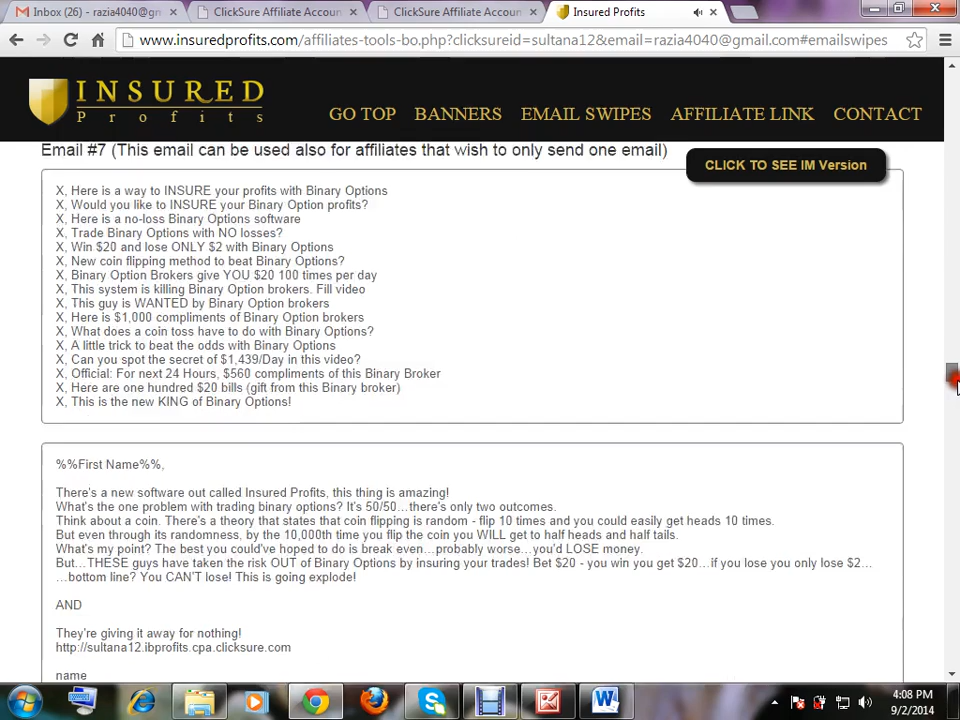 Inbox (26) - razia4040@gm
ClickSure Affiliate Accoun
ClickSure Affiliate Accoun
Insured Profits
www.insuredprofits.com/affiliates-tools-bo.php?clicksureid=sultana12&email=razia4040@gmail.com#emailswipes
INSURED
Profits
GO TOP
BANNERS
EMAIL SWIPES
AFFILIATE LINK
CONTACT
Email #7 (This email can be used also for affiliates that wish to only send one email)
CLICK TO SEE IM Version
X, Here is a way to INSURE your profits with Binary Options
X, Would you like to INSURE your Binary Option profits?
X, Here is a no-loss Binary Options software
X, Trade Binary Options with NO losses?
X, Win $20 and lose ONLY $2 with Binary Options
X, New coin flipping method to beat Binary Options?
X, Binary Option Brokers give YOU $20 100 times per day
X, This system is killing Binary Option brokers. Fill video
X, This guy is WANTED by Binary Option brokers
X, Here is $1,000 compliments of Binary Option brokers
X, What does a coin toss have to do with Binary Options?
X, A little trick to beat the odds with Binary Options
X, Can you spot the secret of $1,439/Day in this video?
X, Official: For next 24 Hours, $560 compliments of this Binary Broker
X, Here are one hundred $20 bills (gift from this Binary broker)
X, This is the new KING of Binary Options!
%%First Name%%,
There's a new software out called Insured Profits, this thing is amazing!
What's the one problem with trading binary options? It's 50/50…there's only two outcomes.
Think about a coin. There's a theory that states that coin flipping is random - flip 10 times and you could easily get heads 10 times.
But even through its randomness, by the 10,000th time you flip the coin you WILL get to half heads and half tails.
What's my point? The best you could've hoped to do is break even…probably worse…you'd LOSE money.
But…THESE guys have taken the risk OUT of Binary Options by insuring your trades! Bet $20 - you win you get $20…if you lose you only lose $2…
…bottom line? You CAN'T lose! This is going explode!
AND
They're giving it away for nothing!
http://sultana12.ibprofits.cpa.clicksure.com
name
4:08 PM
9/2/2014